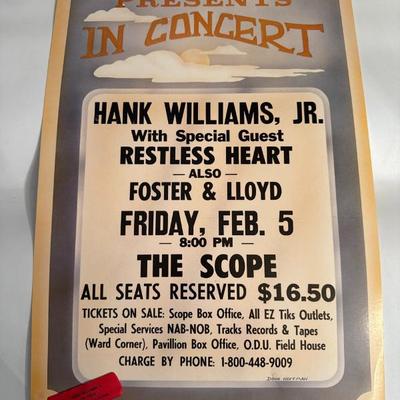 PRESENTS
IN CONCERT
HANK WILLIAMS, JR.
With Special Guest
RESTLESS HEART
— ALSO —
FOSTER & LLOYD
FRIDAY, FEB. 5
— 8:00 PM —
THE SCOPE
ALL SEATS RESERVED $16.50
TICKETS ON SALE: Scope Box Office, All EZ Tiks Outlets,
Special Services NAB-NOB, Tracks Records & Tapes
(Ward Corner), Pavillion Box Office, O.D.U. Field House
CHARGE BY PHONE: 1-800-448-9009